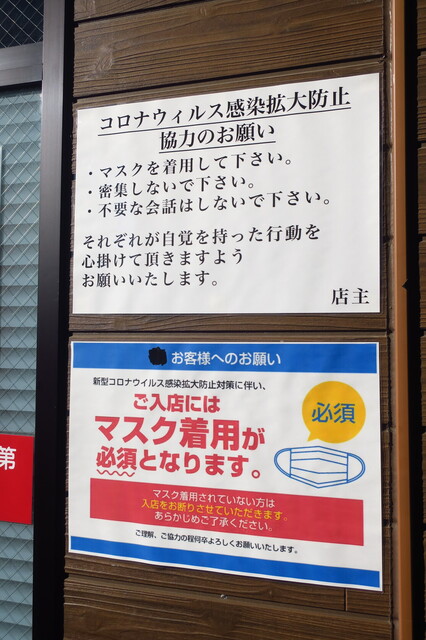 コロナウィルス感染拡大防止
協力のお願い
・マスクを着用して下さい。
・密集しないで下さい。
・不要な会話はしないで下さい。
それぞれが自覚を持った行動を
心掛けて頂きますよう
お願いいたします。
店主
お客様へのお願い
新型コロナウイルス感染拡大防止対策に伴い、
ご入店には
マスク着用が
必須となります。
必須
マスク着用されていない方は
入店をお断りさせていただきます。
あらかじめご了承ください。
ご理解、ご協力の程何卒よろしくお願いいたします。
第